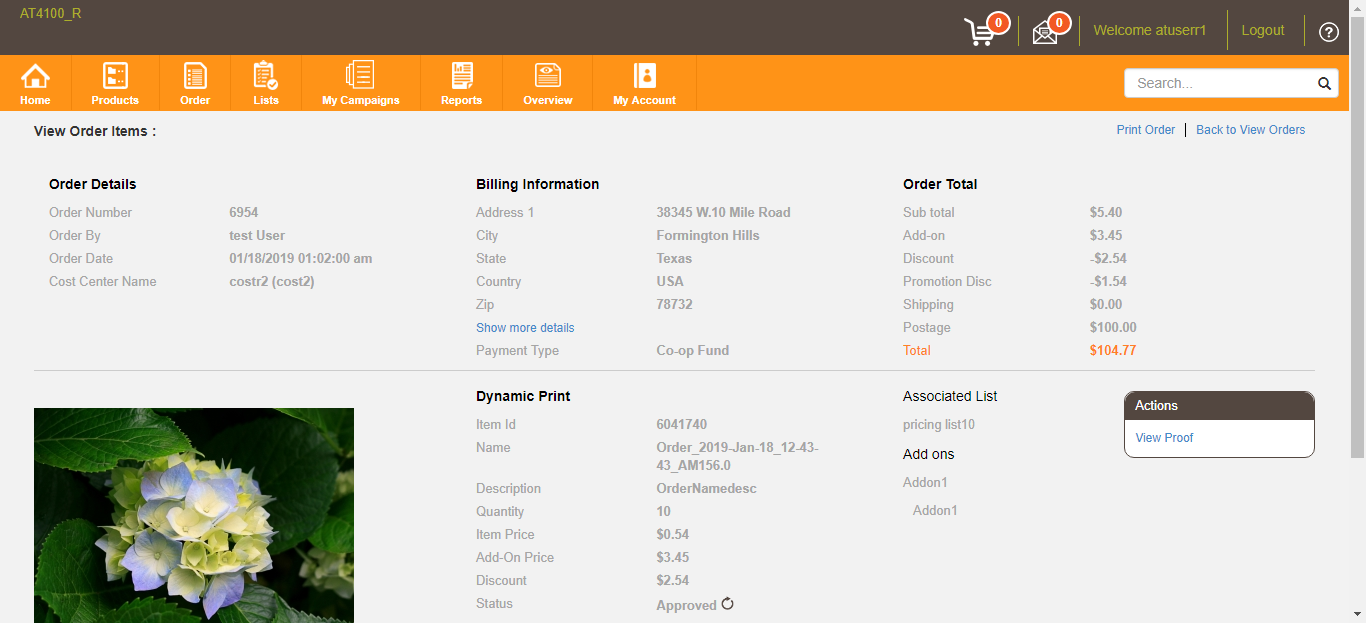 AT4100_R
0
0
Welcome atuserr1
Logout
?
Home
Products
Order
Lists
My Campaigns
Reports
Overview
My Account
Search...
View Order Items :
Print Order
Back to View Orders
Order Details
Order Number 6954
Order By test User
Order Date 01/18/2019 01:02:00 am
Cost Center Name costr2 (cost2)
Billing Information
Address 1 38345 W.10 Mile Road
City Formington Hills
State Texas
Country USA
Zip 78732
Show more details
Payment Type Co-op Fund
Order Total
Sub total $5.40
Add-on $3.45
Discount -$2.54
Promotion Disc -$1.54
Shipping $0.00
Postage $100.00
Total $104.77
Dynamic Print
Item Id 6041740
Name Order_2019-Jan-18_12-43-
43_AM156.0
Description OrderNamedesc
Quantity 10
Item Price $0.54
Add-On Price $3.45
Discount $2.54
Status Approved
Associated List
pricing list10
Add ons
Addon1
Addon1
Actions
View Proof